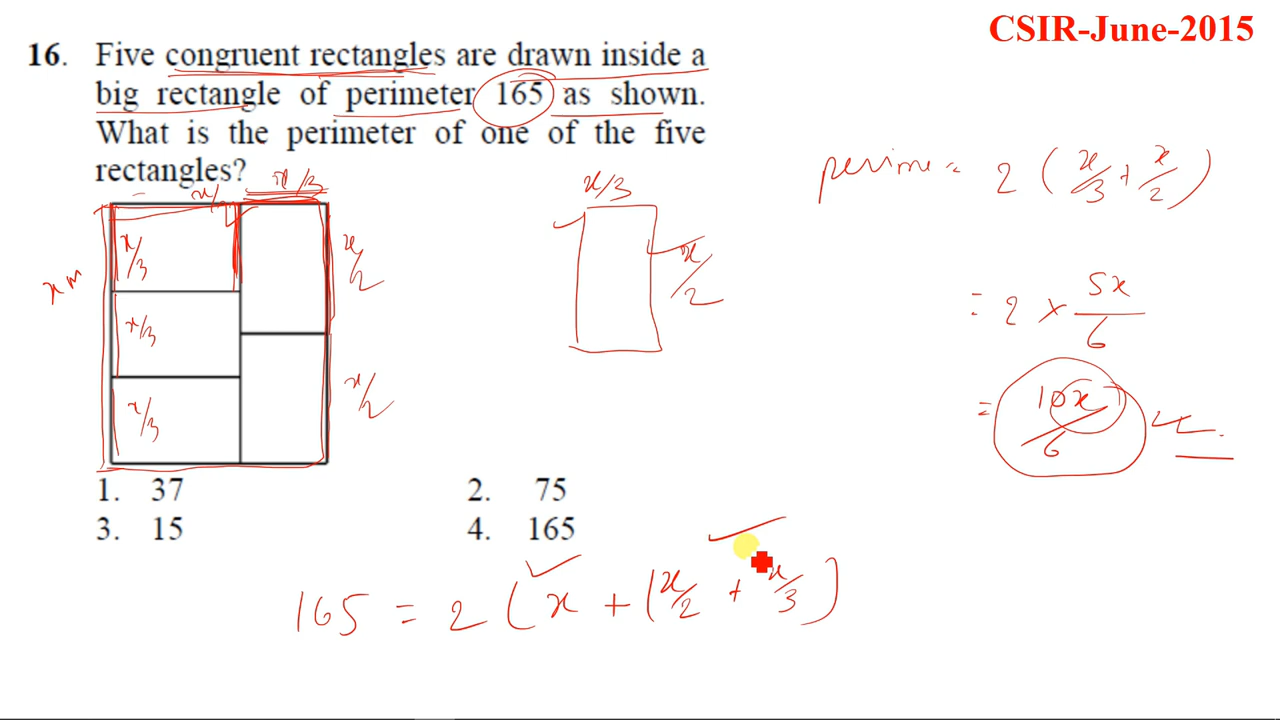 CSIR-June-2015
16. Five congruent rectangles are drawn inside a
big rectangle of perimeter 165 as shown.
What is the perimeter of one of the five
rectangles?
x/3
x/3
x/2
x/3
x/3
x/2
x m
x/3
x/2
perime = 2 ( x/3 + x/2 )
= 2 × 5x/6
= 10x/6
1. 37
2. 75
3. 15
4. 165
165 = 2 ( x + ( x/2 + x/3 )